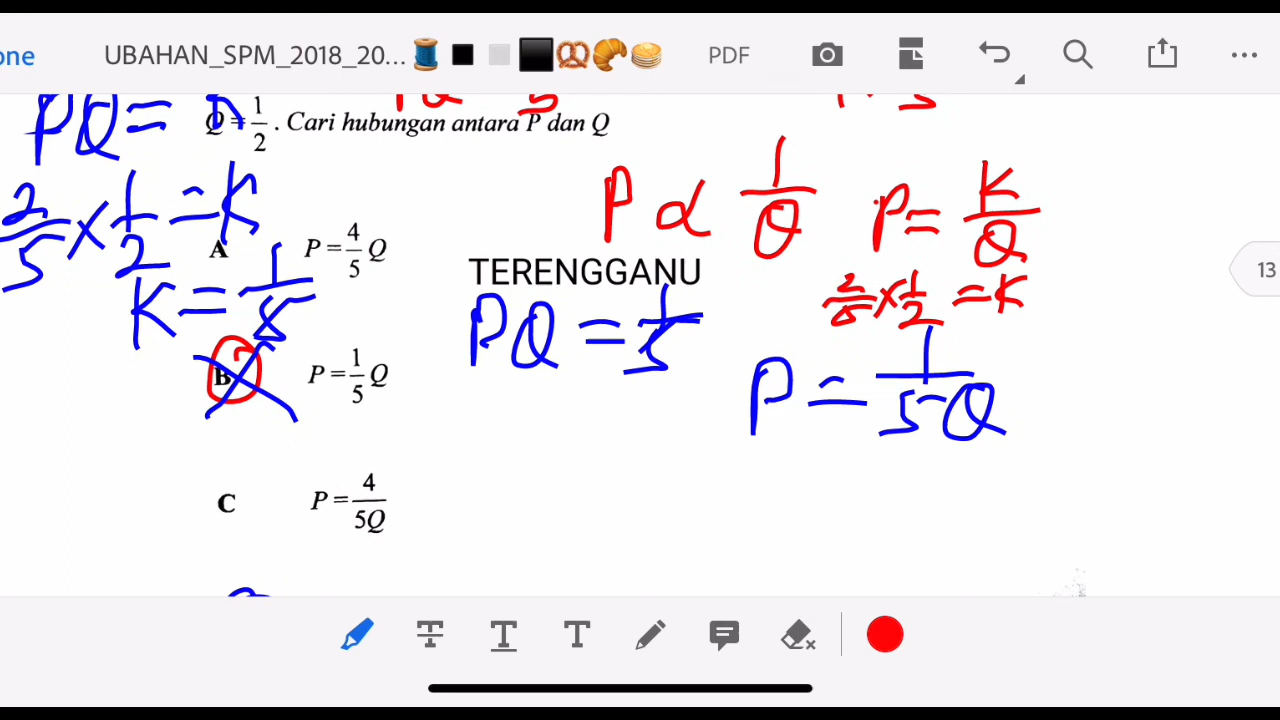 one UBAHAN_SPM_2018_20... PDF
PQ = K
Q = 1/2 . Cari hubungan antara P dan Q
P ∝ 1/Q P = K/Q
2/5 × 1/2 = K
A P = 4/5 Q
TERENGGANU
2/5 × 1/2 = K
K = 1/5
PQ = 1/5
13
B P = 1/5 Q
P = 1/5Q
C P = 4/5Q